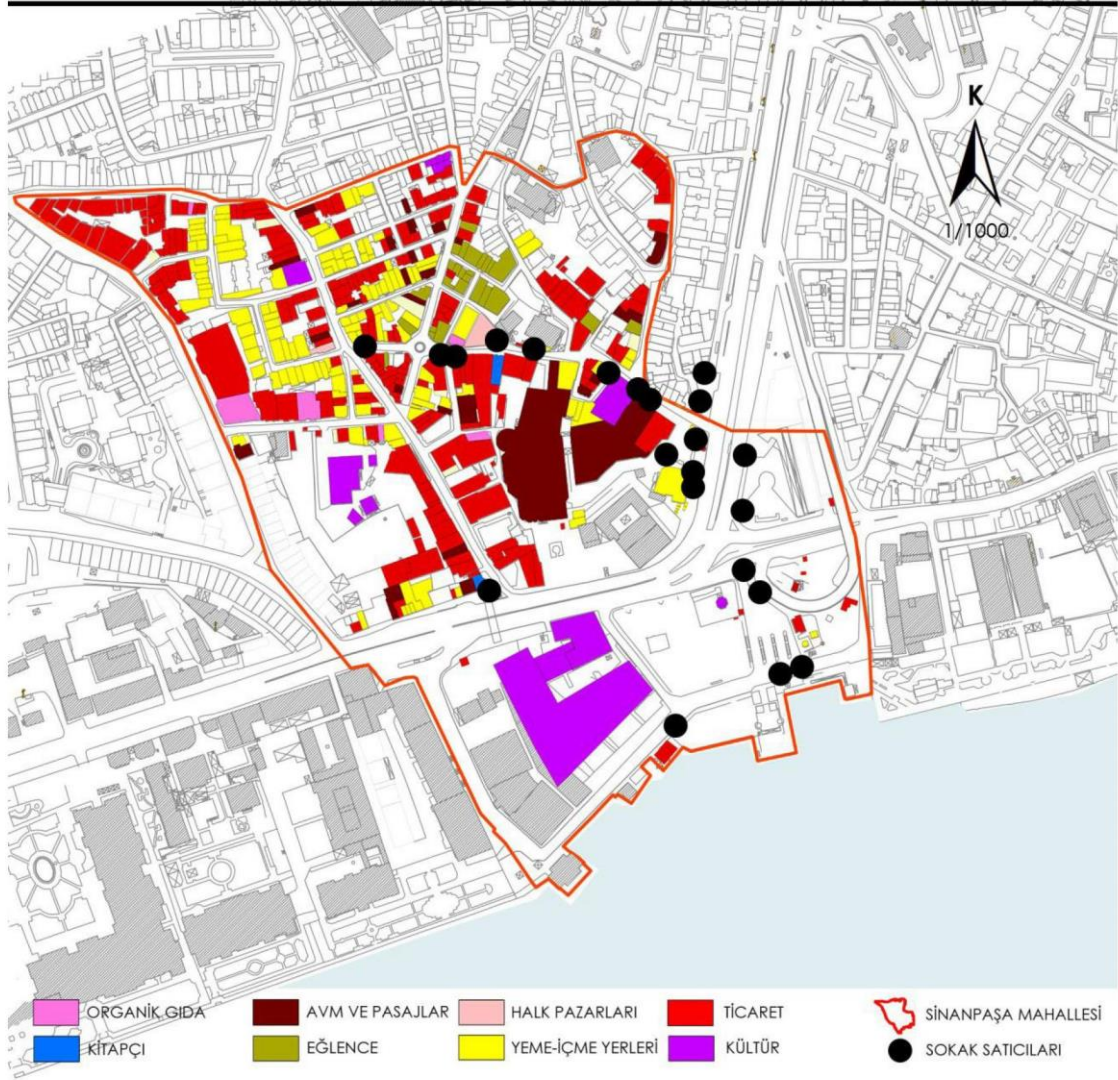 K
1/1000
ORGANİK GIDA
AVM VE PASAJLAR
HALK PAZARLARI
TİCARET
SİNANPAŞA MAHALLESİ
KİTAPÇI
EĞLENCE
YEME-İÇME YERLERİ
KÜLTÜR
SOKAK SATICILARI